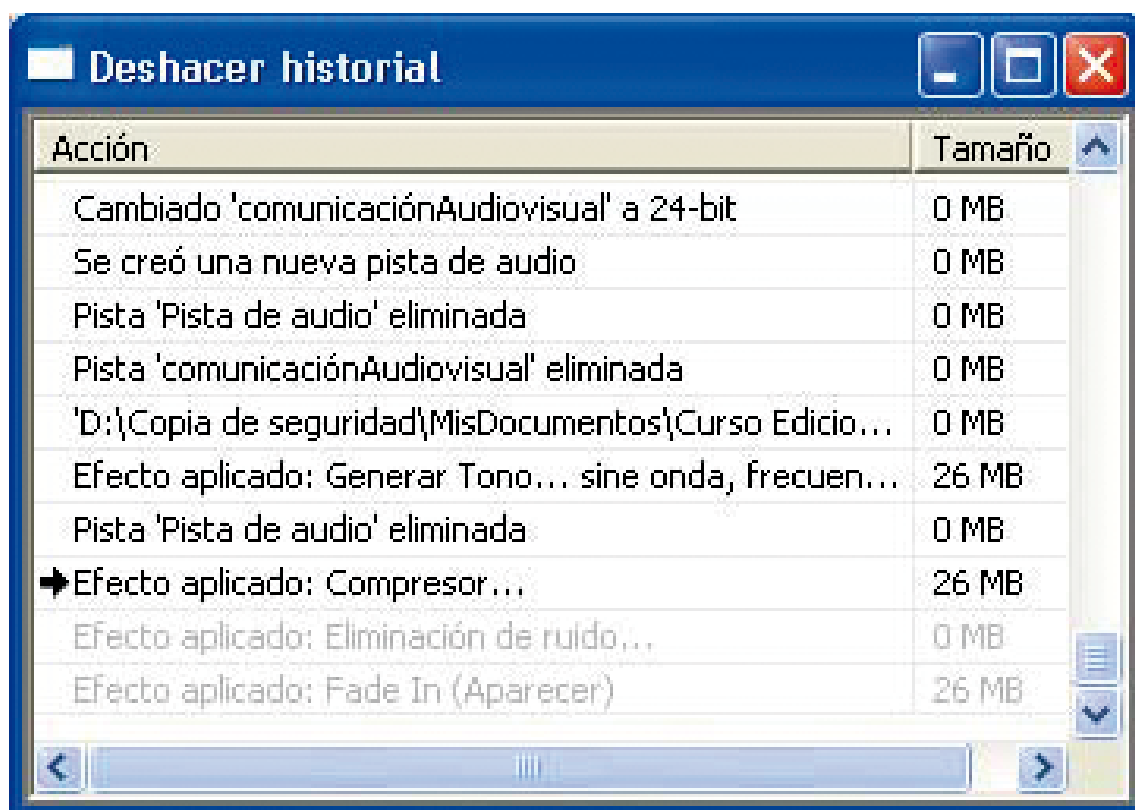 Deshacer historial
Acción Tamaño
Cambiado 'comunicaciónAudiovisual' a 24-bit 0 MB
Se creó una nueva pista de audio 0 MB
Pista 'Pista de audio' eliminada 0 MB
Pista 'comunicaciónAudiovisual' eliminada 0 MB
'D:\Copia de seguridad\MisDocumentos\Curso Edicio... 0 MB
Efecto aplicado: Generar Tono... sine onda, frecuen... 26 MB
Pista 'Pista de audio' eliminada 0 MB
Efecto aplicado: Compresor... 26 MB
Efecto aplicado: Eliminación de ruido... 0 MB
Efecto aplicado: Fade In (Aparecer) 26 MB